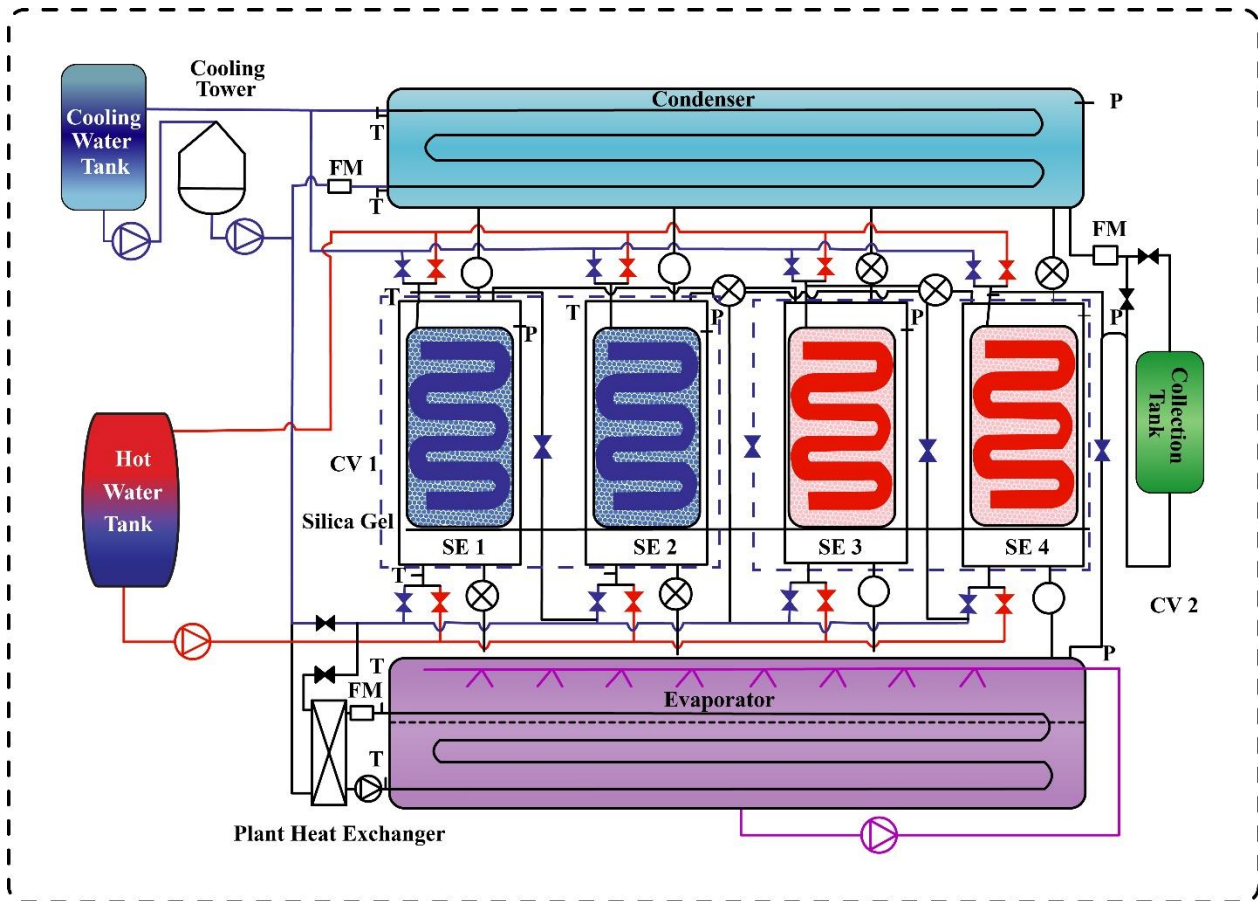 Cooling
Tower
Cooling
Water
Tank
Condenser
P
T
FM
T
FM
T
T
P
P
P
P
CV 1
Hot
Water
Tank
Collection
Tank
Silica Gel
SE 1
SE 2
SE 3
SE 4
T
CV 2
T
P
FM
Evaporator
T
Plant Heat Exchanger